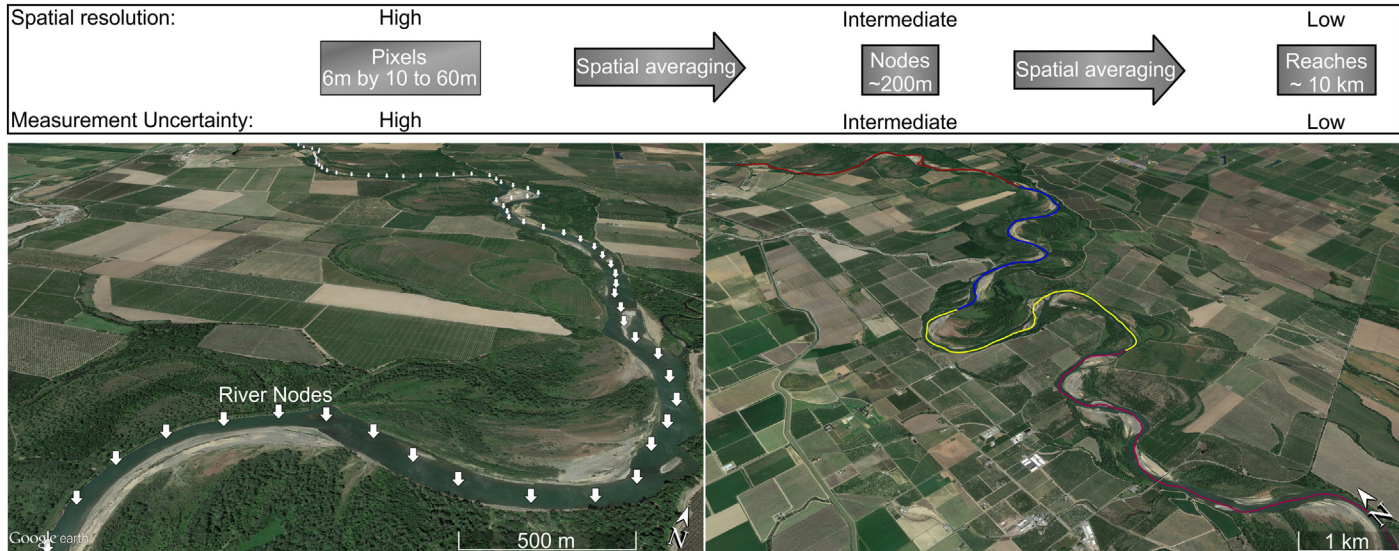 Spatial resolution:
High
Intermediate
Low
Pixels
6m by 10 to 60m
Spatial averaging
Nodes
~200m
Spatial averaging
Reaches
~ 10 km
Measurement Uncertainty:
High
Intermediate
Low
River Nodes
Google earth
500 m
N
1 km
N